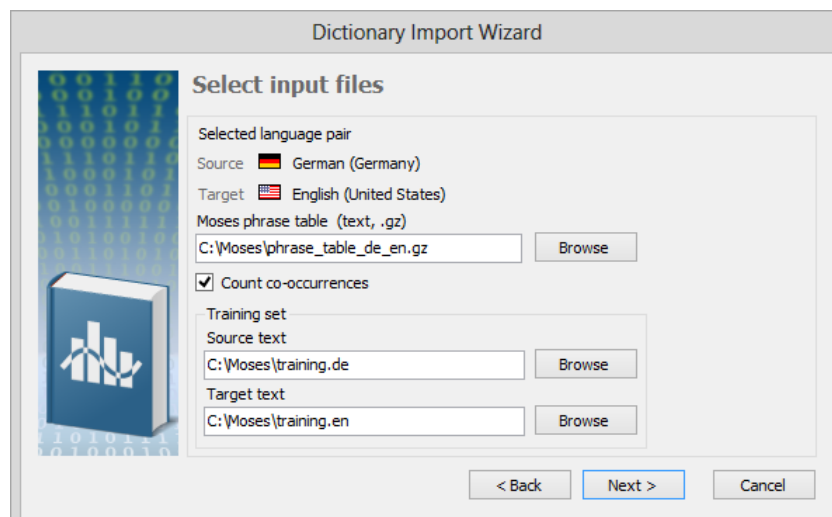 Dictionary Import Wizard
Select input files
Selected language pair
Source German (Germany)
Target English (United States)
Moses phrase table (text, .gz)
C:\Moses\phrase_table_de_en.gz Browse
Count co-occurrences
Training set
Source text
C:\Moses\training.de Browse
Target text
C:\Moses\training.en Browse
< Back Next > Cancel